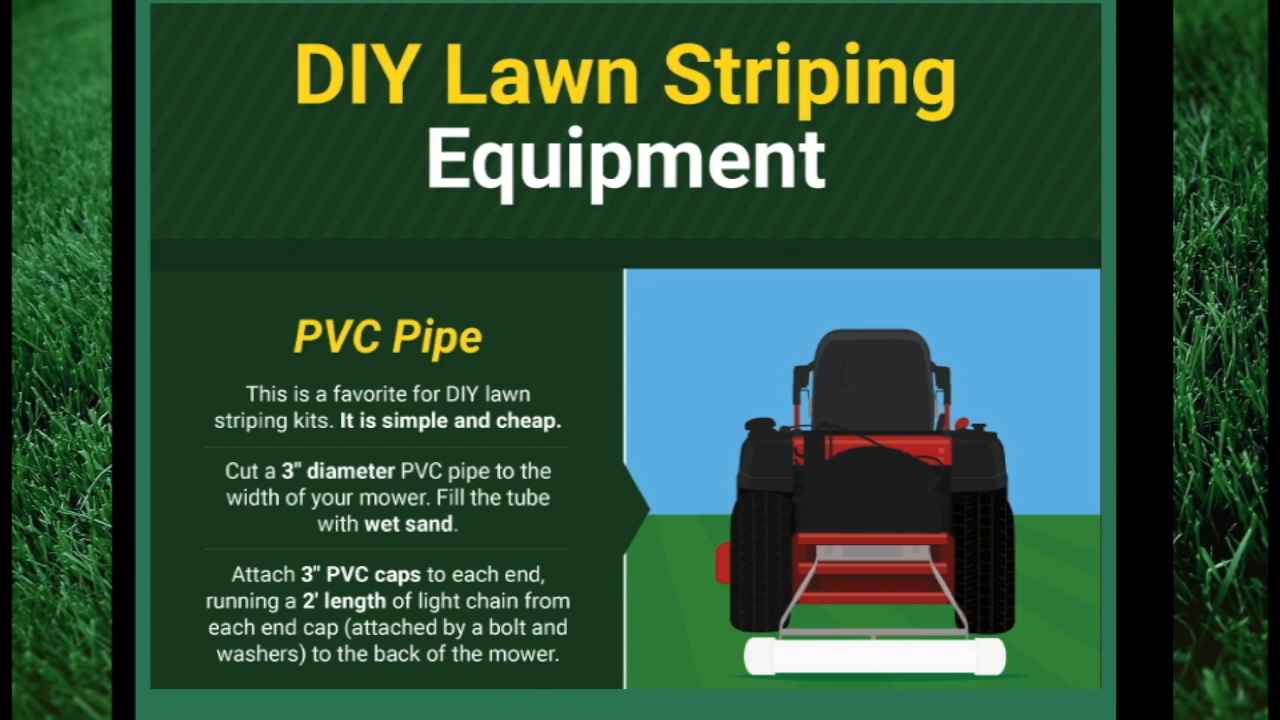 DIY Lawn Striping
Equipment
PVC Pipe
This is a favorite for DIY lawn
striping kits. It is simple and cheap.
Cut a 3" diameter PVC pipe to the
width of your mower. Fill the tube
with wet sand.
Attach 3" PVC caps to each end,
running a 2' length of light chain from
each end cap (attached by a bolt and
washers) to the back of the mower.